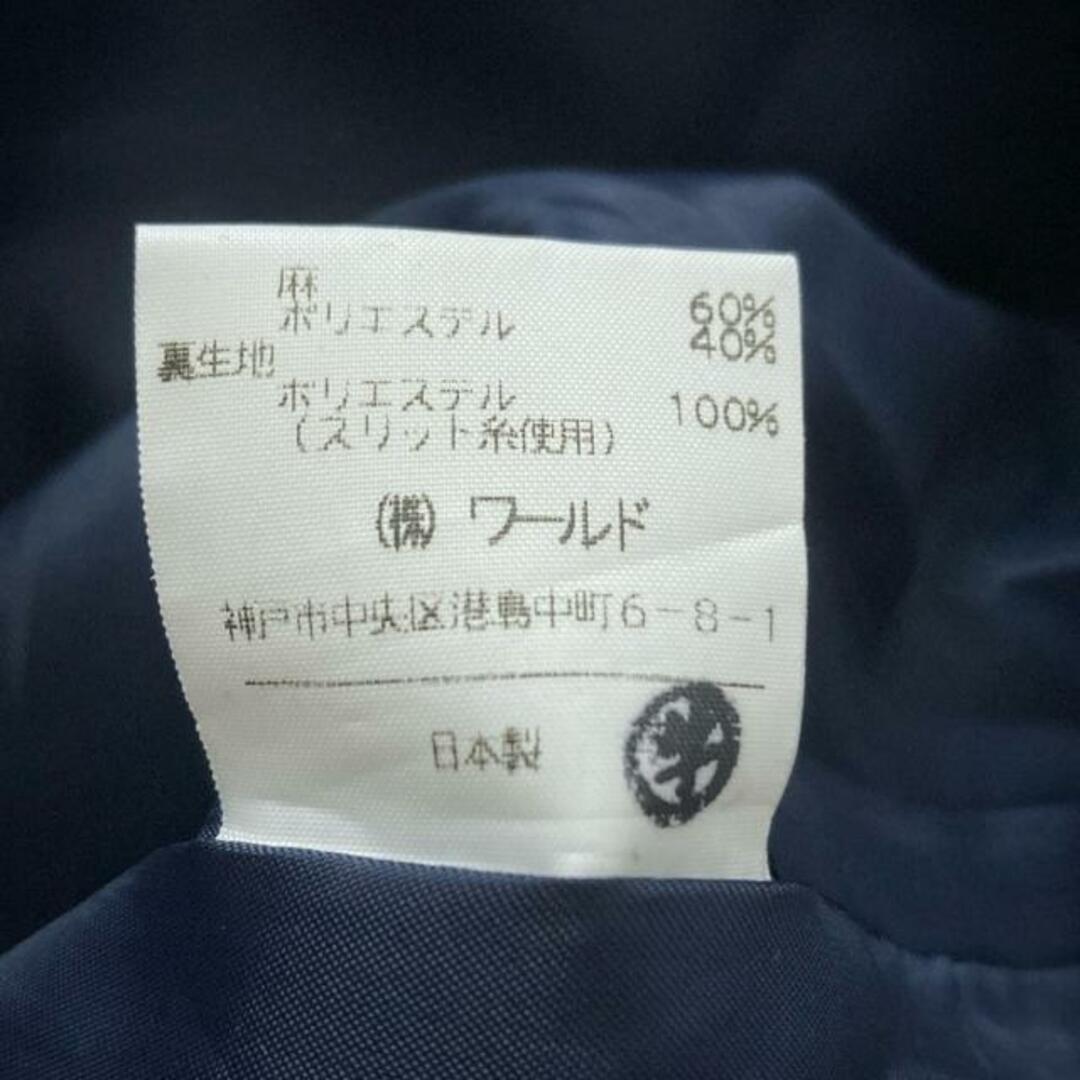 麻 60%
ポリエステル 40%
裏生地
ポリエステル 100%
(スリット糸使用)
(株) ワールド
神戸市中央区港島中町6-8-1
日本製